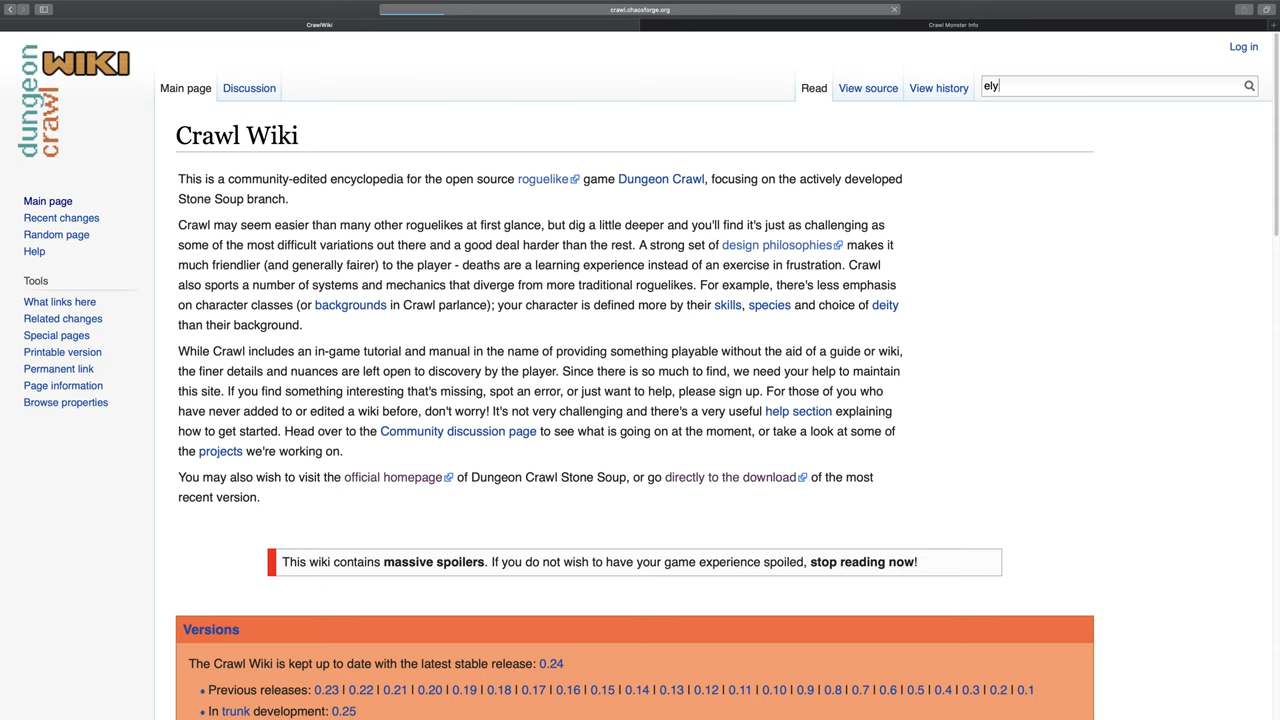 crawl.chaosforge.org
CrawlWiki
Crawl Monster Info
dungeon
crawl
WIKI
Log in
Main page
Discussion
Read
View source
View history
ely
Crawl Wiki
This is a community-edited encyclopedia for the open source roguelike game Dungeon Crawl, focusing on the actively developed
Stone Soup branch.
Crawl may seem easier than many other roguelikes at first glance, but dig a little deeper and you'll find it's just as challenging as
some of the most difficult variations out there and a good deal harder than the rest. A strong set of design philosophies makes it
much friendlier (and generally fairer) to the player - deaths are a learning experience instead of an exercise in frustration. Crawl
also sports a number of systems and mechanics that diverge from more traditional roguelikes. For example, there's less emphasis
on character classes (or backgrounds in Crawl parlance); your character is defined more by their skills, species and choice of deity
than their background.
While Crawl includes an in-game tutorial and manual in the name of providing something playable without the aid of a guide or wiki,
the finer details and nuances are left open to discovery by the player. Since there is so much to find, we need your help to maintain
this site. If you find something interesting that's missing, spot an error, or just want to help, please sign up. For those of you who
have never added to or edited a wiki before, don't worry! It's not very challenging and there's a very useful help section explaining
how to get started. Head over to the Community discussion page to see what is going on at the moment, or take a look at some of
the projects we're working on.
You may also wish to visit the official homepage of Dungeon Crawl Stone Soup, or go directly to the download of the most
recent version.
This wiki contains massive spoilers. If you do not wish to have your game experience spoiled, stop reading now!
Versions
The Crawl Wiki is kept up to date with the latest stable release: 0.24
• Previous releases: 0.23 | 0.22 | 0.21 | 0.20 | 0.19 | 0.18 | 0.17 | 0.16 | 0.15 | 0.14 | 0.13 | 0.12 | 0.11 | 0.10 | 0.9 | 0.8 | 0.7 | 0.6 | 0.5 | 0.4 | 0.3 | 0.2 | 0.1
• In trunk development: 0.25
Main page
Recent changes
Random page
Help
Tools
What links here
Related changes
Special pages
Printable version
Permanent link
Page information
Browse properties